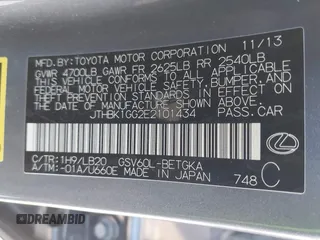 MFD. BY: TOYOTA MOTOR CORPORATION 11/13
GVWR 4700LB GAWR FR 2625LB RR 2540LB
THIS VEHICLE CONFORMS TO ALL APPLICABLE FEDERAL
MOTOR VEHICLE SAFETY, BUMPER, AND THEFT PREVENTION
STANDARDS IN EFFECT ON THE DATE OF
MANUFACTURE SHOWN ABOVE.
JTHBK1GG2E2101434 PASS. CAR
C/TR: 1H9/LB20 GSV60L-BETGKA
A/TM: -01A/U660E MADE IN JAPAN 748 C
LEXUS
DREAMBID